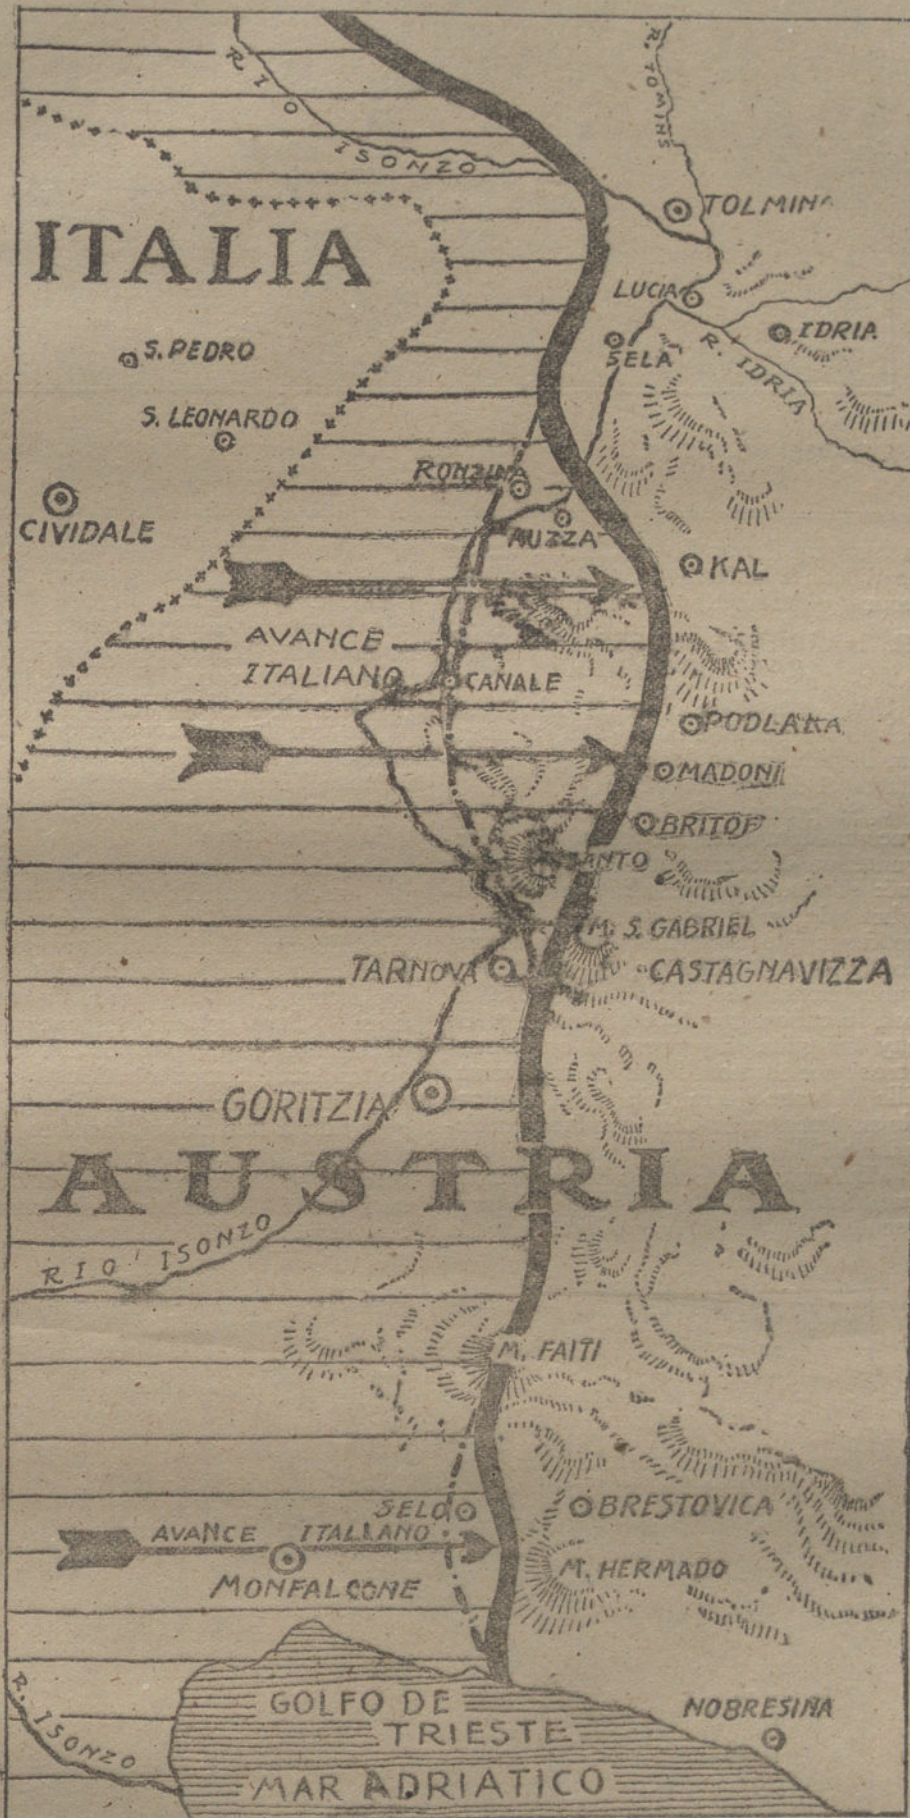 RIO ISONZO
R. TOMINS
TOLMINA
ITALIA
LUCIA
IDRIA
S. PEDRO
SELA
R. IDRIA
S. LEONARDO
RONZINA
CIVIDALE
AUZZA
KAL
AVANCE
ITALIANO
CANALE
PODLAKA
MADONI
BRITOF
SANTO
M. S. GABRIEL
TARNOVA
CASTAGNAVIZZA
GORITZIA
AUSTRIA
RIO ISONZO
M. FAITI
SELO
BRESTOVICA
AVANCE ITALIANO
M. HERMADO
MONFALCONE
R. ISONZO
GOLFO DE
TRIESTE
NOBRESINA
MAR ADRIATICO